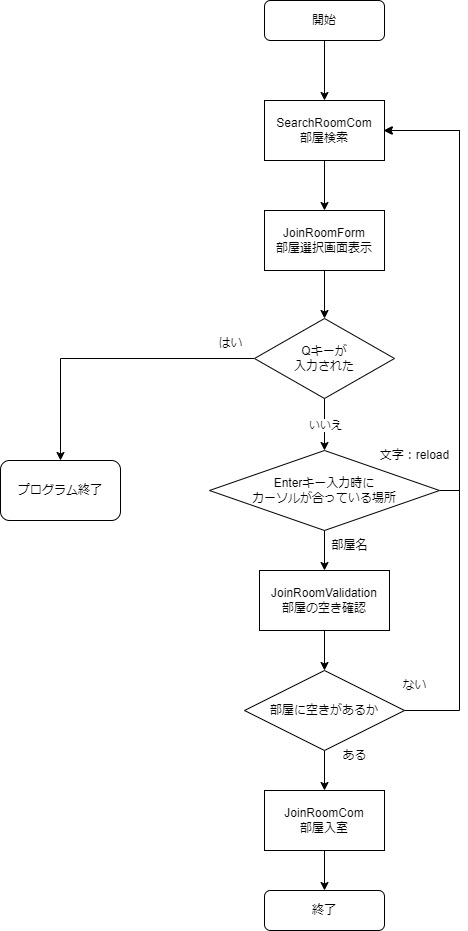 開始
SearchRoomCom
部屋検索
JoinRoomForm
部屋選択画面表示
Qキーが
入力された
はい
いいえ
プログラム終了
文字：reload
Enterキー入力時に
カーソルが合っている場所
部屋名
JoinRoomValidation
部屋の空き確認
ない
部屋に空きがあるか
ある
JoinRoomCom
部屋入室
終了